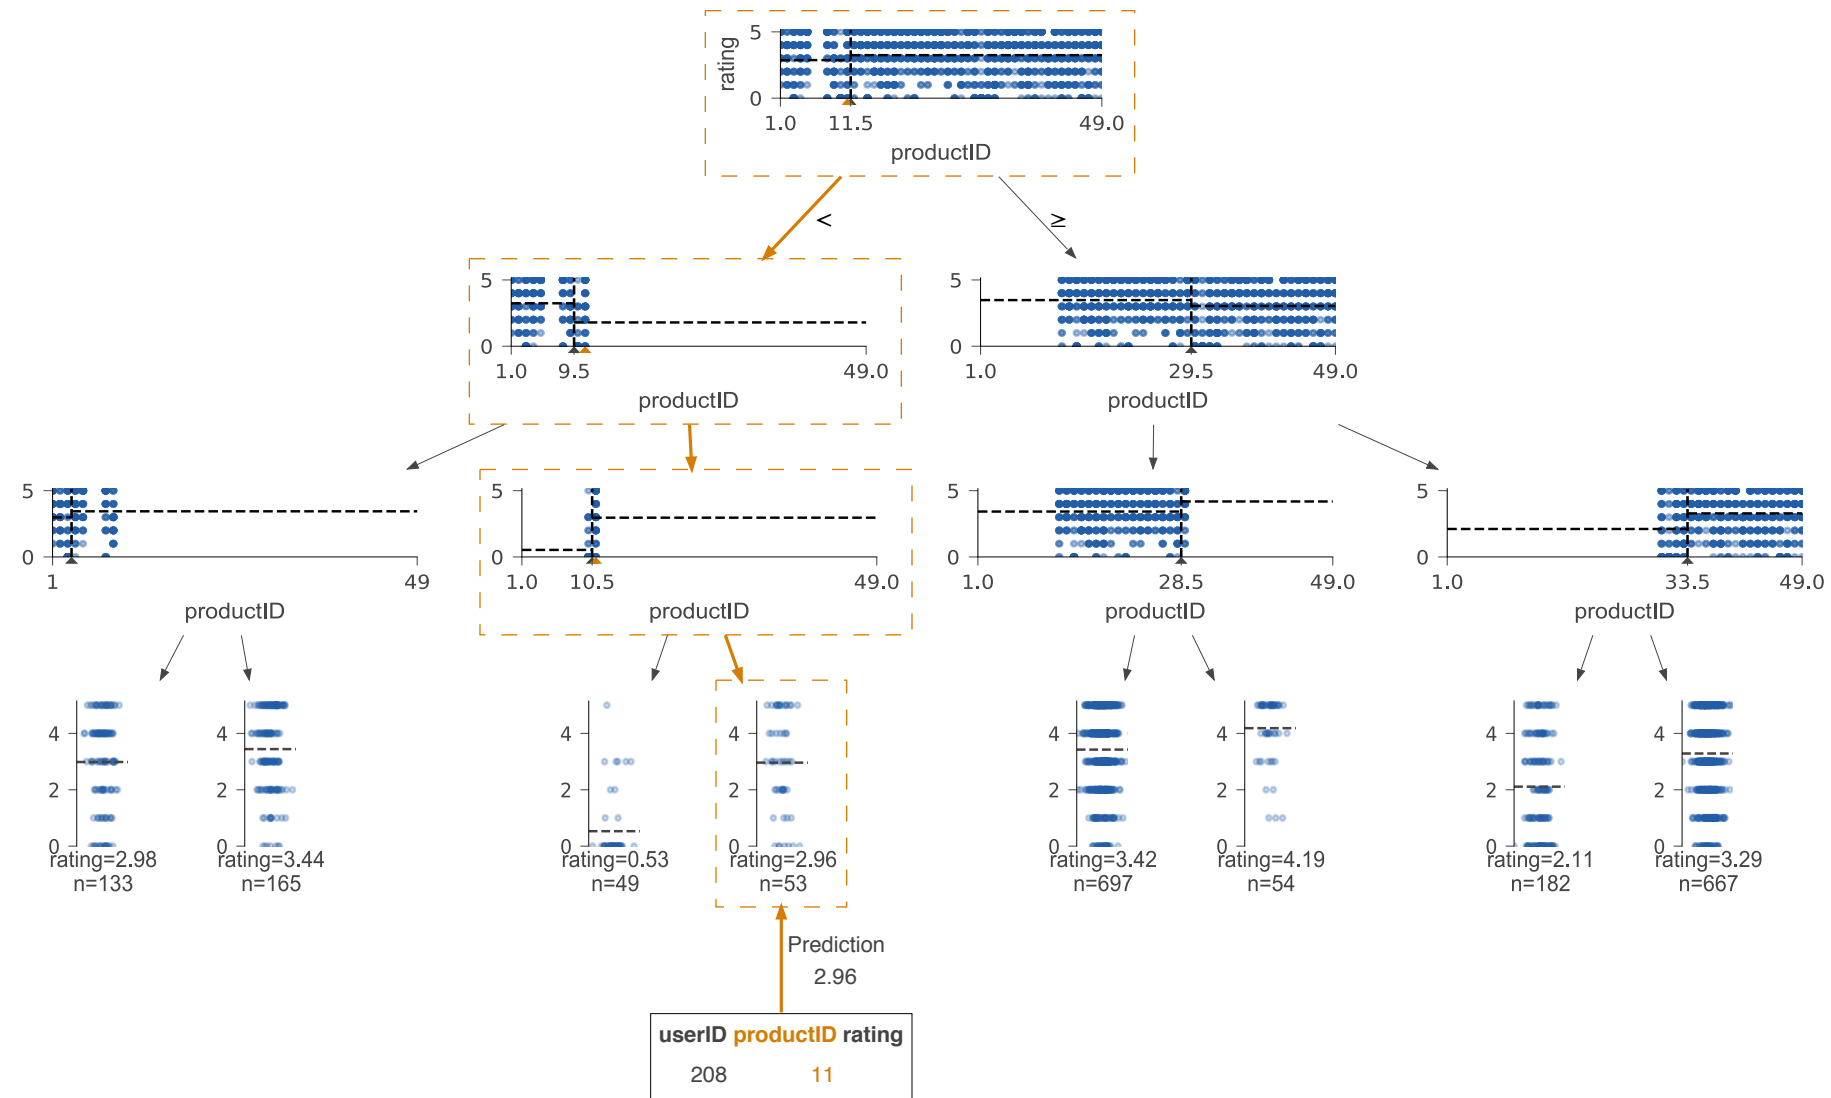 rating
5
0
1.0 11.5 49.0
productID
< ≥
5
0
1.0 9.5 49.0
productID
5
0
1.0 29.5 49.0
productID
5
0
1 49
productID
5
0
1.0 10.5 49.0
productID
5
0
1.0 28.5 49.0
productID
5
0
1.0 33.5 49.0
productID
4
2
0
rating=2.98
n=133
4
2
0
rating=3.44
n=165
4
2
0
rating=0.53
n=49
4
2
0
rating=2.96
n=53
4
2
0
rating=3.42
n=697
4
2
0
rating=4.19
n=54
4
2
0
rating=2.11
n=182
4
2
0
rating=3.29
n=667
Prediction
2.96
userID productID rating
208 11